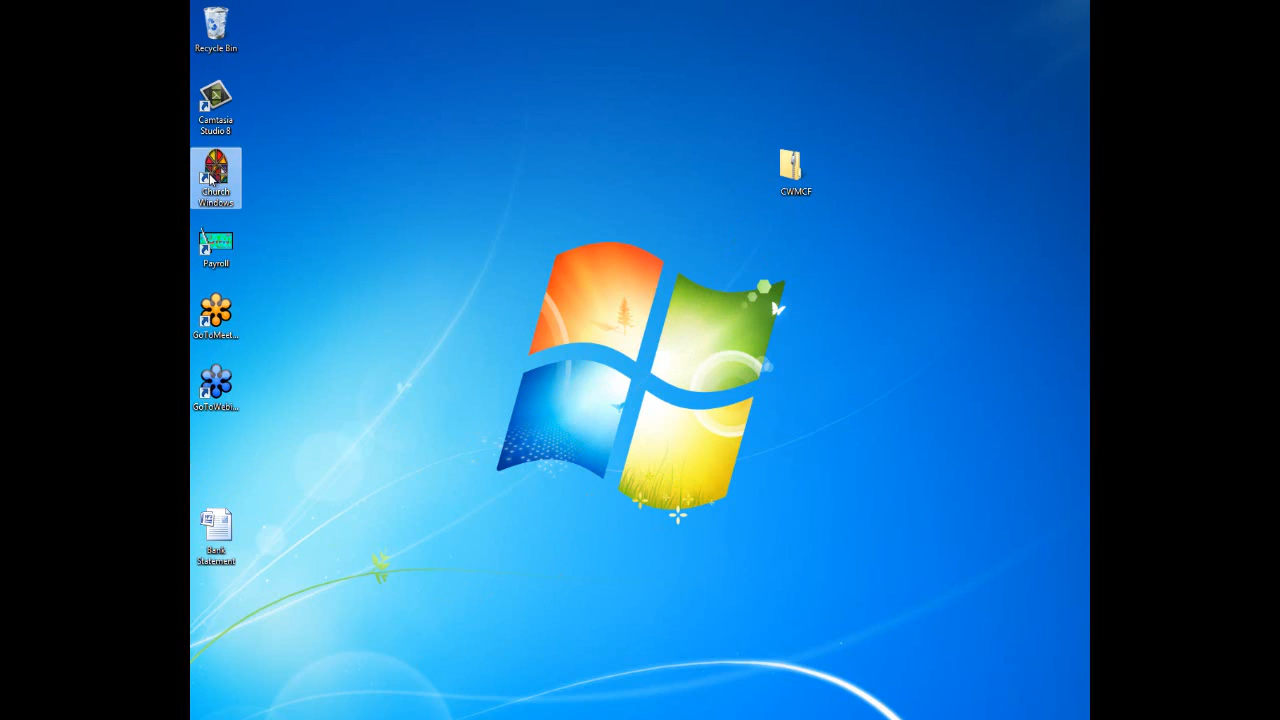 Recycle Bin
Camtasia
Studio 8
Church
Windows
Payroll
GoToMeet...
GoToWebi...
Bank
Statement
CWMCF